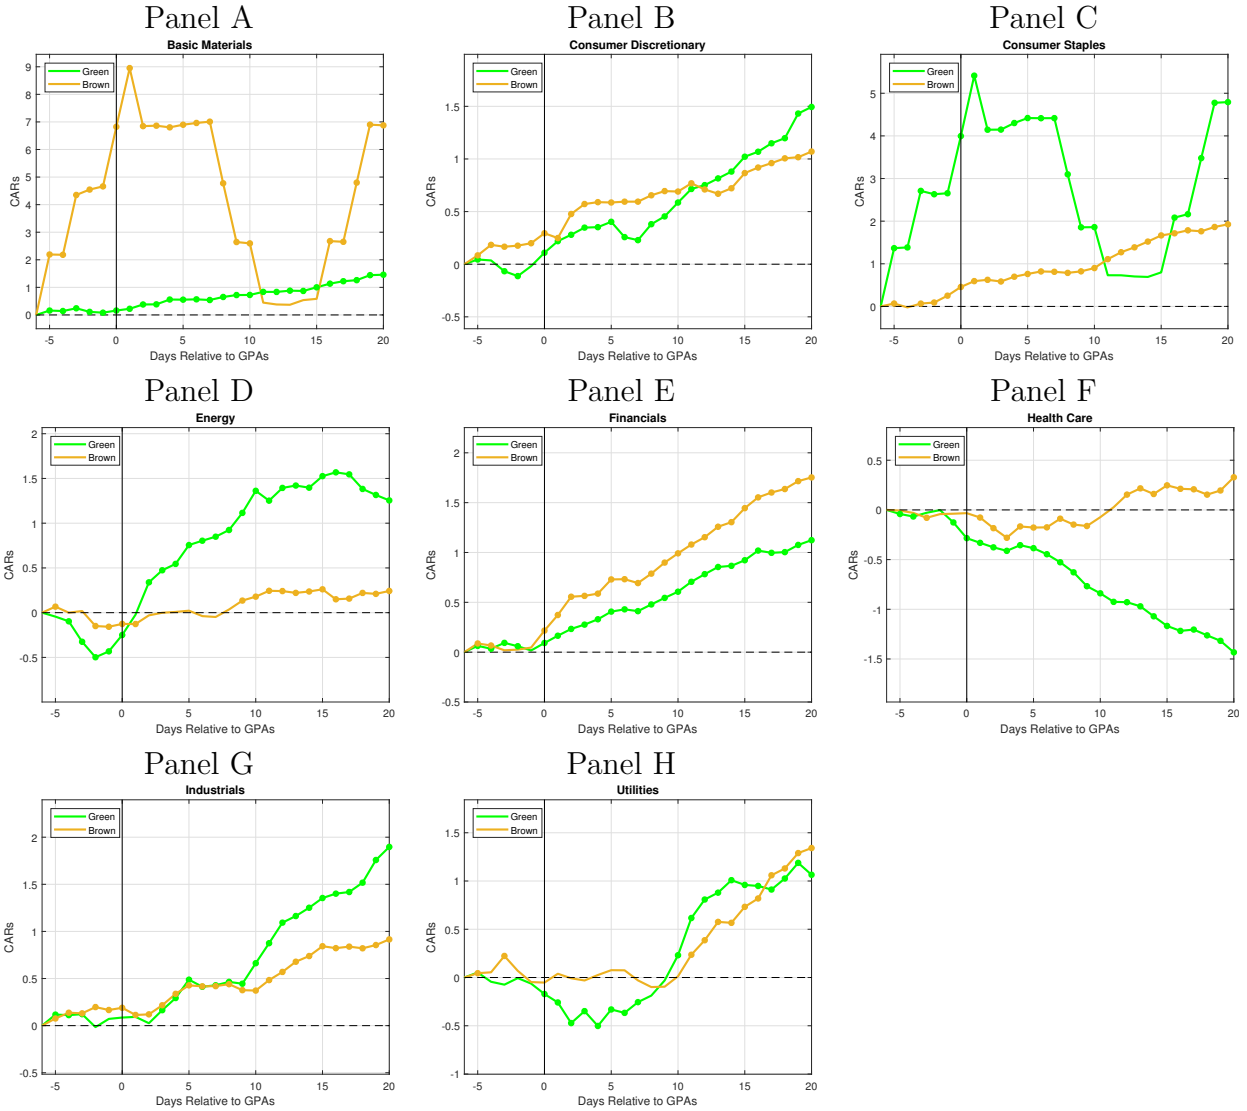 Panel A
Basic Materials
Green
Brown
CARs
9
8
7
6
5
4
3
2
1
0
-5 0 5 10 15 20
Days Relative to GPAs
Panel B
Consumer Discretionary
Green
Brown
CARs
1.5
1
0.5
0
-0.5
-5 0 5 10 15 20
Days Relative to GPAs
Panel C
Consumer Staples
Green
Brown
CARs
5
4
3
2
1
0
-5 0 5 10 15 20
Days Relative to GPAs
Panel D
Energy
Green
Brown
CARs
2
1.5
1
0.5
0
-0.5
-5 0 5 10 15 20
Days Relative to GPAs
Panel E
Financials
Green
Brown
CARs
2
1.5
1
0.5
0
-0.5
-5 0 5 10 15 20
Days Relative to GPAs
Panel F
Health Care
Green
Brown
CARs
0.5
0
-0.5
-1
-1.5
-5 0 5 10 15 20
Days Relative to GPAs
Panel G
Industrials
Green
Brown
CARs
2
1.5
1
0.5
0
-0.5
-5 0 5 10 15 20
Days Relative to GPAs
Panel H
Utilities
Green
Brown
CARs
1.5
1
0.5
0
-0.5
-1
-5 0 5 10 15 20
Days Relative to GPAs